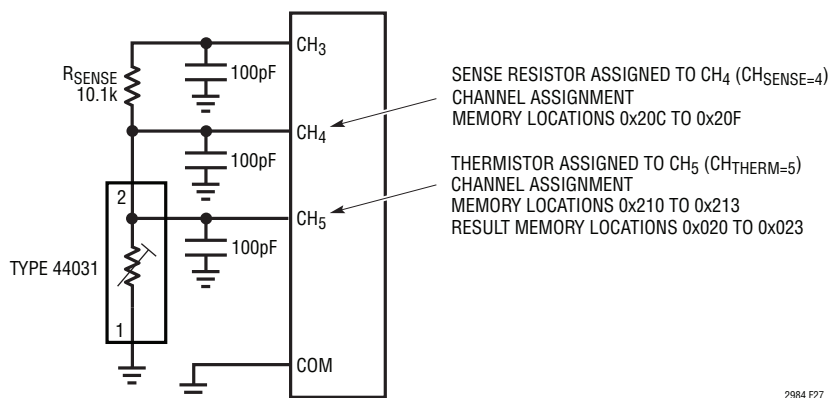 CH3
RSENSE
10.1k
100pF
CH4
100pF
2
CH5
100pF
TYPE 44031
1
COM
SENSE RESISTOR ASSIGNED TO CH4 (CHSENSE=4)
CHANNEL ASSIGNMENT
MEMORY LOCATIONS 0x20C TO 0x20F
THERMISTOR ASSIGNED TO CH5 (CHTHERM=5)
CHANNEL ASSIGNMENT
MEMORY LOCATIONS 0x210 TO 0x213
RESULT MEMORY LOCATIONS 0x020 TO 0x023
2984 F27